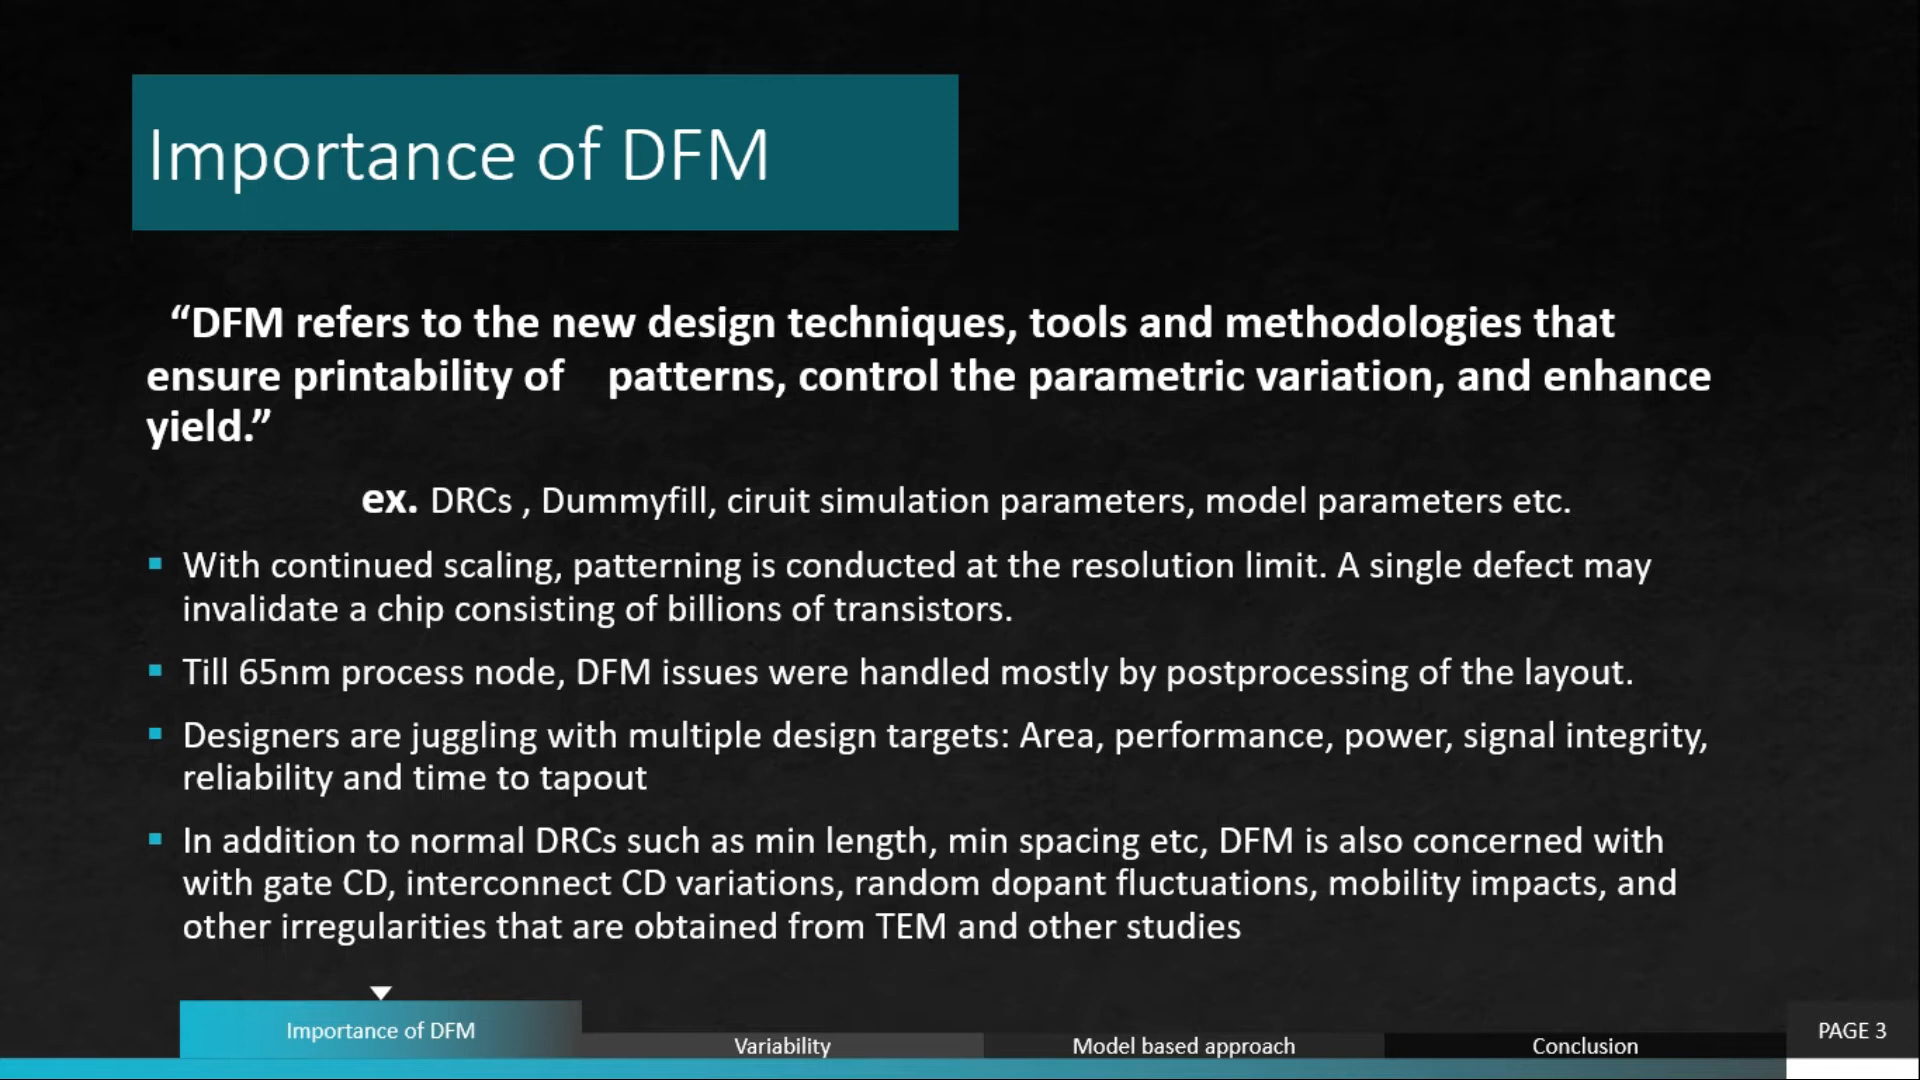 Importance of DFM
“DFM refers to the new design techniques, tools and methodologies that
ensure printability of patterns, control the parametric variation, and enhance
yield.”
ex. DRCs , Dummyfill, ciruit simulation parameters, model parameters etc.
▪ With continued scaling, patterning is conducted at the resolution limit. A single defect may
invalidate a chip consisting of billions of transistors.
▪ Till 65nm process node, DFM issues were handled mostly by postprocessing of the layout.
▪ Designers are juggling with multiple design targets: Area, performance, power, signal integrity,
reliability and time to tapout
▪ In addition to normal DRCs such as min length, min spacing etc, DFM is also concerned with
with gate CD, interconnect CD variations, random dopant fluctuations, mobility impacts, and
other irregularities that are obtained from TEM and other studies
Importance of DFM
Variability
Model based approach
Conclusion
PAGE 3